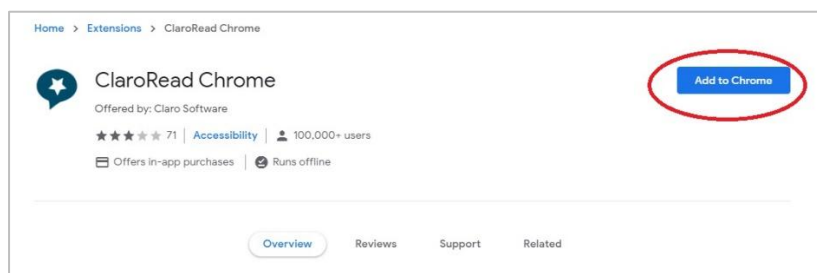 Home > Extensions > ClaroRead Chrome
ClaroRead Chrome
Add to Chrome
Offered by: Claro Software
71 | Accessibility | 100,000+ users
Offers in-app purchases | Runs offline
Overview Reviews Support Related